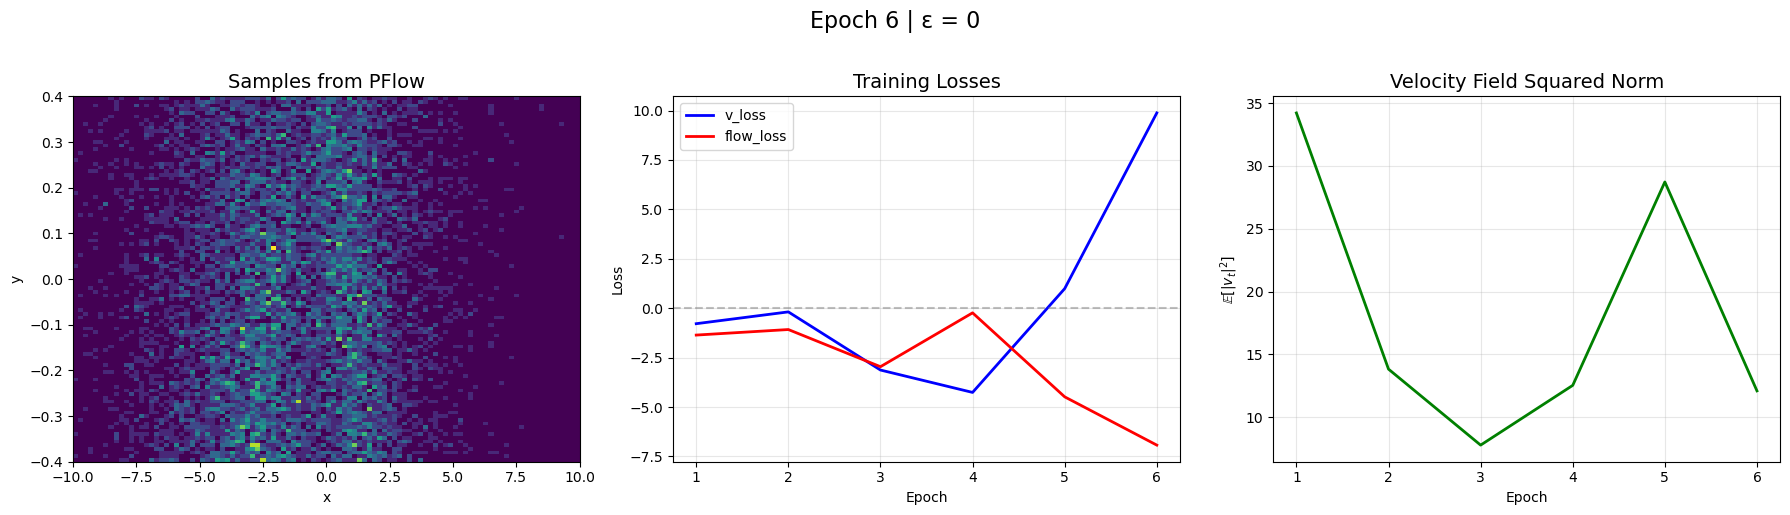 Epoch 6 | ε = 0
Samples from PFlow
0.4
0.3
0.2
0.1
0.0
−0.1
−0.2
−0.3
−0.4
y
−10.0 −7.5 −5.0 −2.5 0.0 2.5 5.0 7.5 10.0
x
Training Losses
v_loss
flow_loss
10.0
7.5
5.0
2.5
0.0
−2.5
−5.0
−7.5
Loss
1 2 3 4 5 6
Epoch
Velocity Field Squared Norm
35
30
25
20
15
10
𝔼[|v_t|²]
1 2 3 4 5 6
Epoch